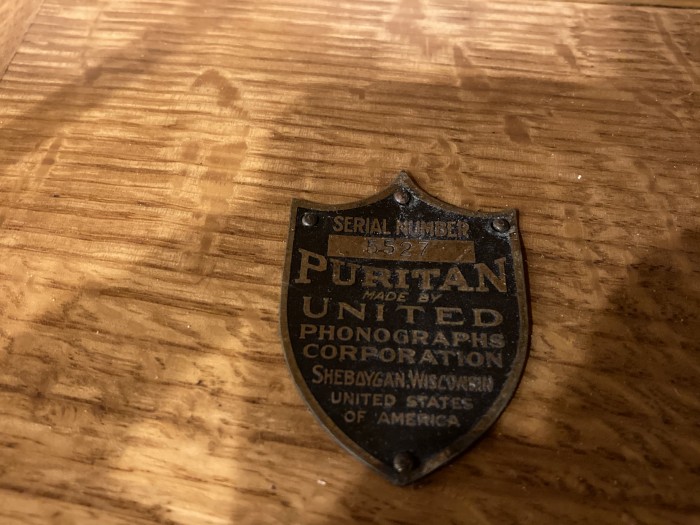 SERIAL NUMBER
5527
PURITAN
MADE BY
UNITED
PHONOGRAPHS
CORPORATION
SHEBOYGAN, WISCONSIN
UNITED STATES
OF AMERICA